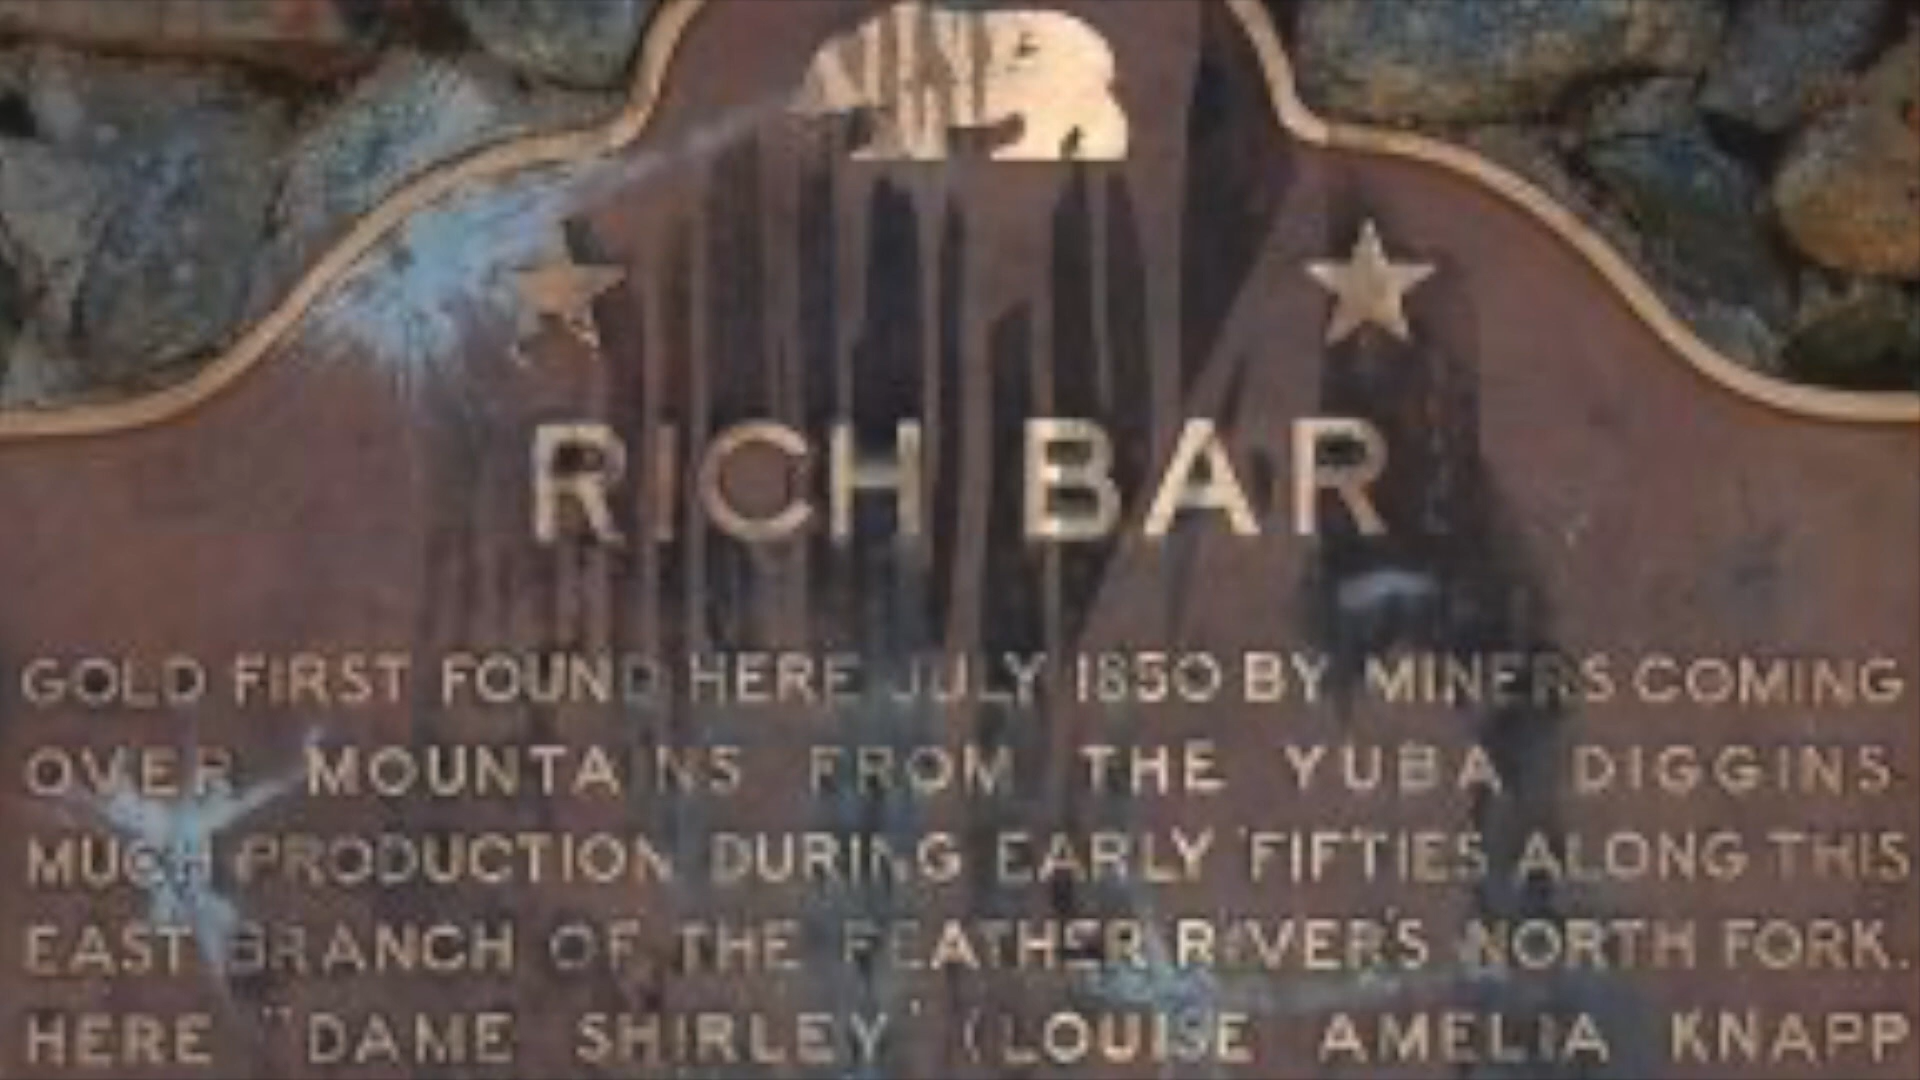 RICH BAR
GOLD FIRST FOUND HERE JULY 1850 BY MINERS COMING
OVER MOUNTAINS FROM THE YUBA DIGGINS.
MUCH PRODUCTION DURING EARLY 'FIFTIES ALONG THIS
EAST BRANCH OF THE FEATHER RIVER'S NORTH FORK.
HERE "DAME SHIRLEY" (LOUISE AMELIA KNAPP